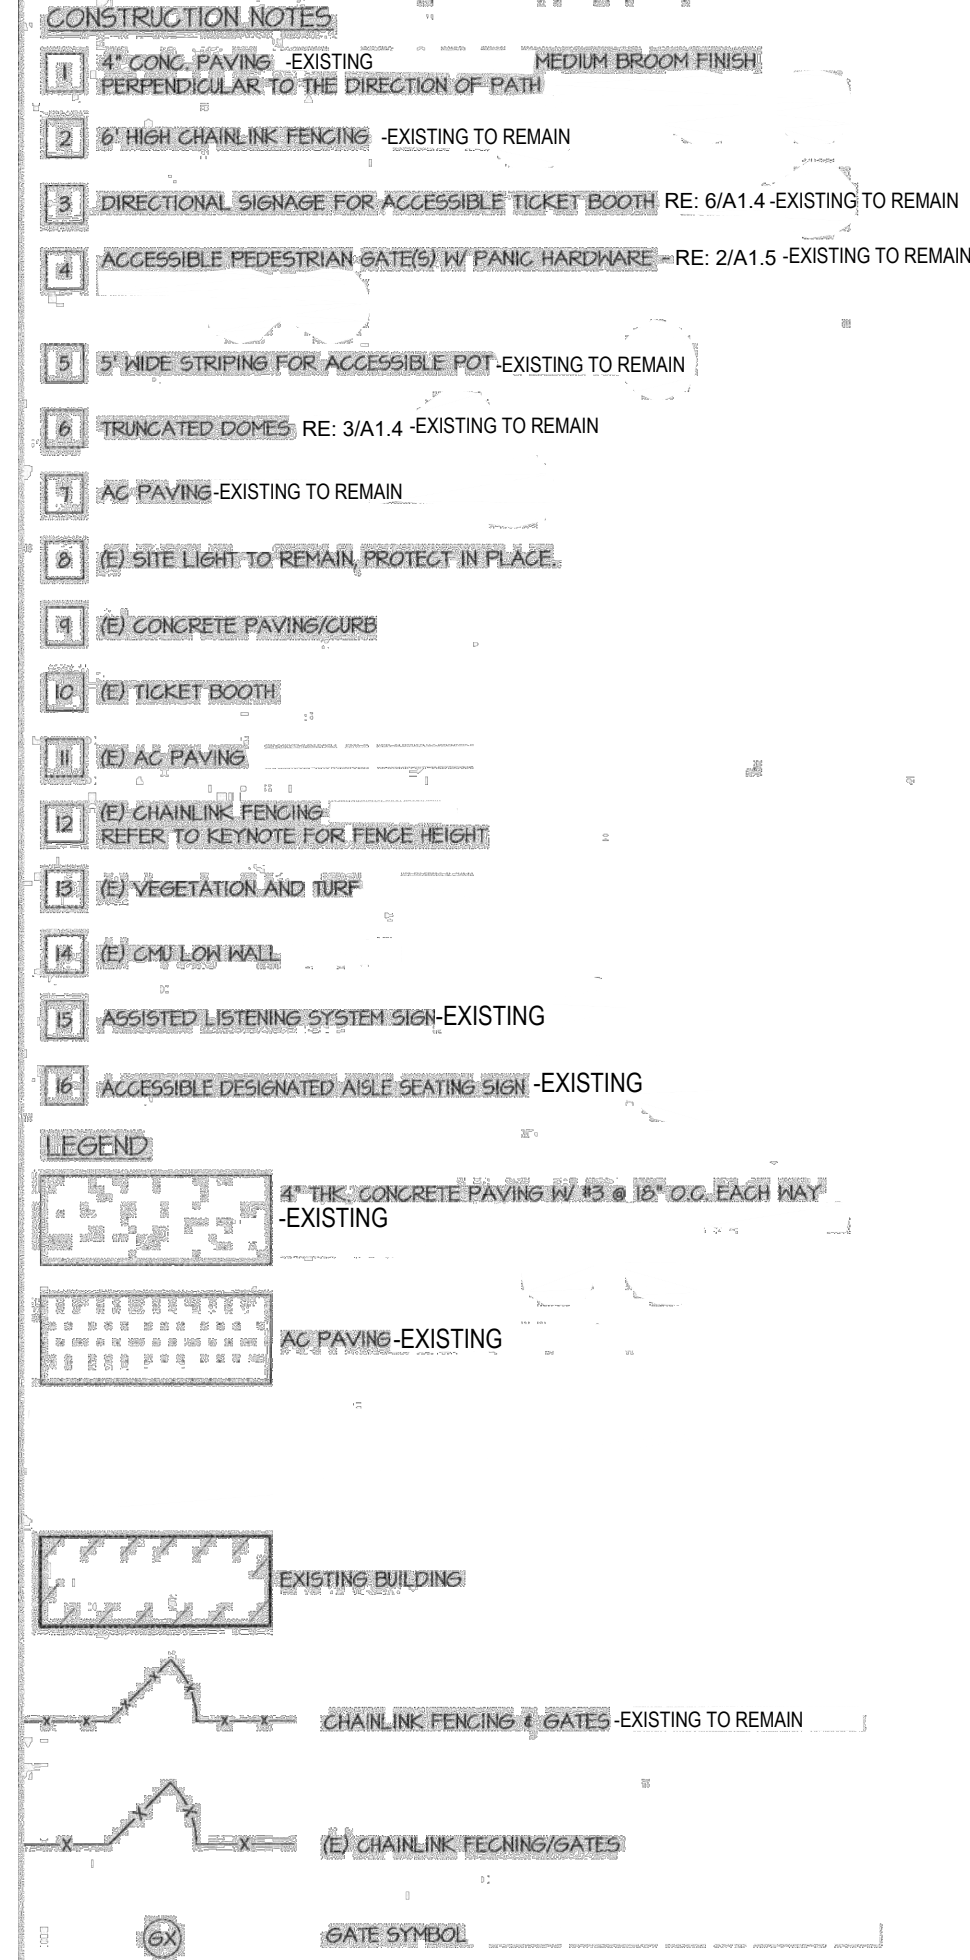 CONSTRUCTION NOTES
1 4" CONC. PAVING -EXISTING MEDIUM BROOM FINISH
PERPENDICULAR TO THE DIRECTION OF PATH
2 6' HIGH CHAINLINK FENCING -EXISTING TO REMAIN
3 DIRECTIONAL SIGNAGE FOR ACCESSIBLE TICKET BOOTH RE: 6/A1.4 -EXISTING TO REMAIN
4 ACCESSIBLE PEDESTRIAN GATE(S) W/ PANIC HARDWARE - RE: 2/A1.5 -EXISTING TO REMAIN
5 5' WIDE STRIPING FOR ACCESSIBLE POT -EXISTING TO REMAIN
6 TRUNCATED DOMES RE: 3/A1.4 -EXISTING TO REMAIN
7 AC PAVING -EXISTING TO REMAIN
8 (E) SITE LIGHT TO REMAIN, PROTECT IN PLACE.
9 (E) CONCRETE PAVING/CURB
10 (E) TICKET BOOTH
11 (E) AC PAVING
12 (E) CHAINLINK FENCING
REFER TO KEYNOTE FOR FENCE HEIGHT
13 (E) VEGETATION AND TURF
14 (E) CMU LOW WALL
15 ASSISTED LISTENING SYSTEM SIGN -EXISTING
16 ACCESSIBLE DESIGNATED AISLE SEATING SIGN -EXISTING
LEGEND
4" THK. CONCRETE PAVING W/ #3 @ 18" O.C. EACH WAY
-EXISTING
AC PAVING -EXISTING
EXISTING BUILDING
CHAINLINK FENCING & GATES -EXISTING TO REMAIN
(E) CHAINLINK FECNING/GATES
GX GATE SYMBOL